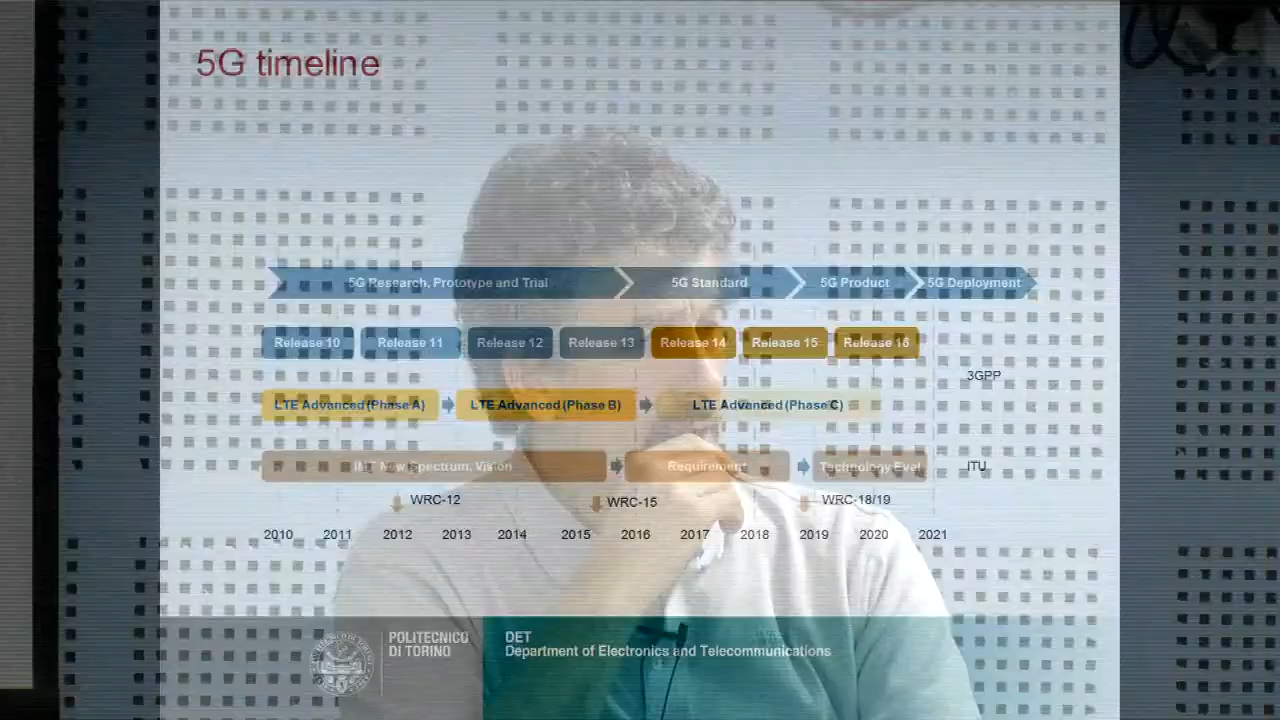 5G timeline
5G Research, Prototype and Trial
5G Standard
5G Product
5G Deployment
Release 10
Release 11
Release 12
Release 13
Release 14
Release 15
Release 16
3GPP
LTE Advanced (Phase A)
LTE Advanced (Phase B)
LTE Advanced (Phase C)
IMT New Spectrum, Vision
Requirement
Technology Eval
ITU
WRC-12
WRC-15
WRC-18/19
2010 2011 2012 2013 2014 2015 2016 2017 2018 2019 2020 2021
POLITECNICO
DI TORINO
DET
Department of Electronics and Telecommunications